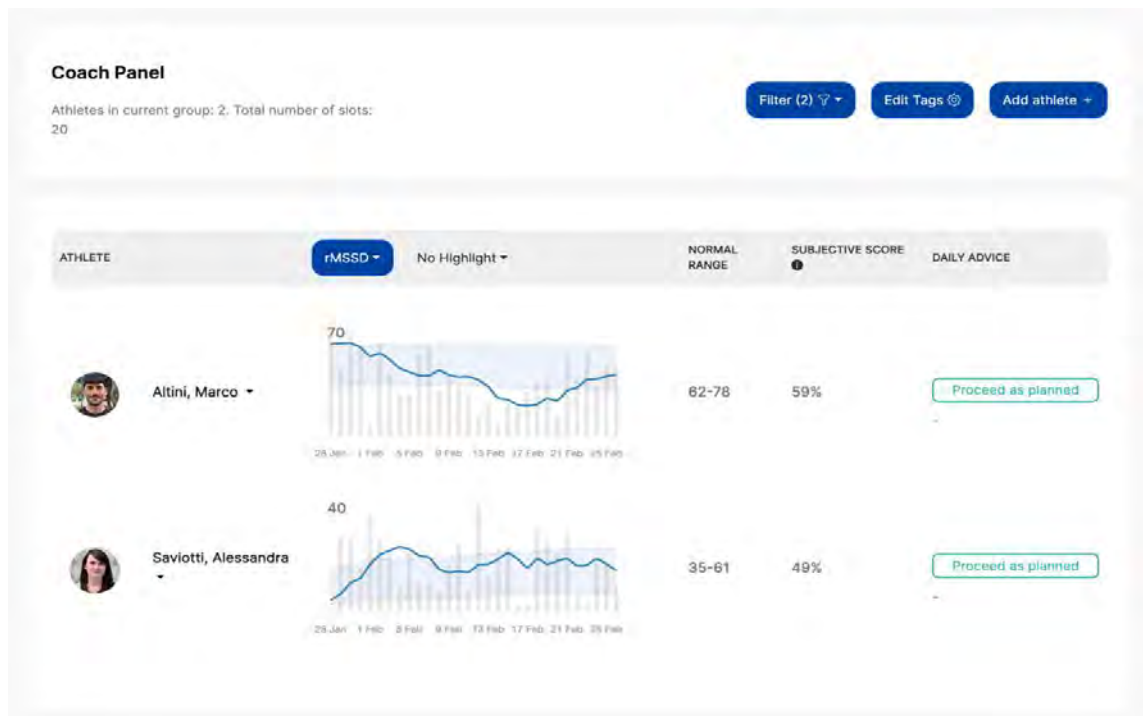 Coach Panel
Athletes in current group: 2. Total number of slots:
20
Filter (2)
Edit Tags
Add athlete +
ATHLETE
rMSSD
No Highlight
NORMAL
RANGE
SUBJECTIVE SCORE
DAILY ADVICE
70
Altini, Marco
62-78
59%
Proceed as planned
-
28 Jan 1 Feb 5 Feb 9 Feb 13 Feb 17 Feb 21 Feb 25 Feb
40
Saviotti, Alessandra
35-61
49%
Proceed as planned
-
28 Jan 1 Feb 5 Feb 9 Feb 13 Feb 17 Feb 21 Feb 25 Feb